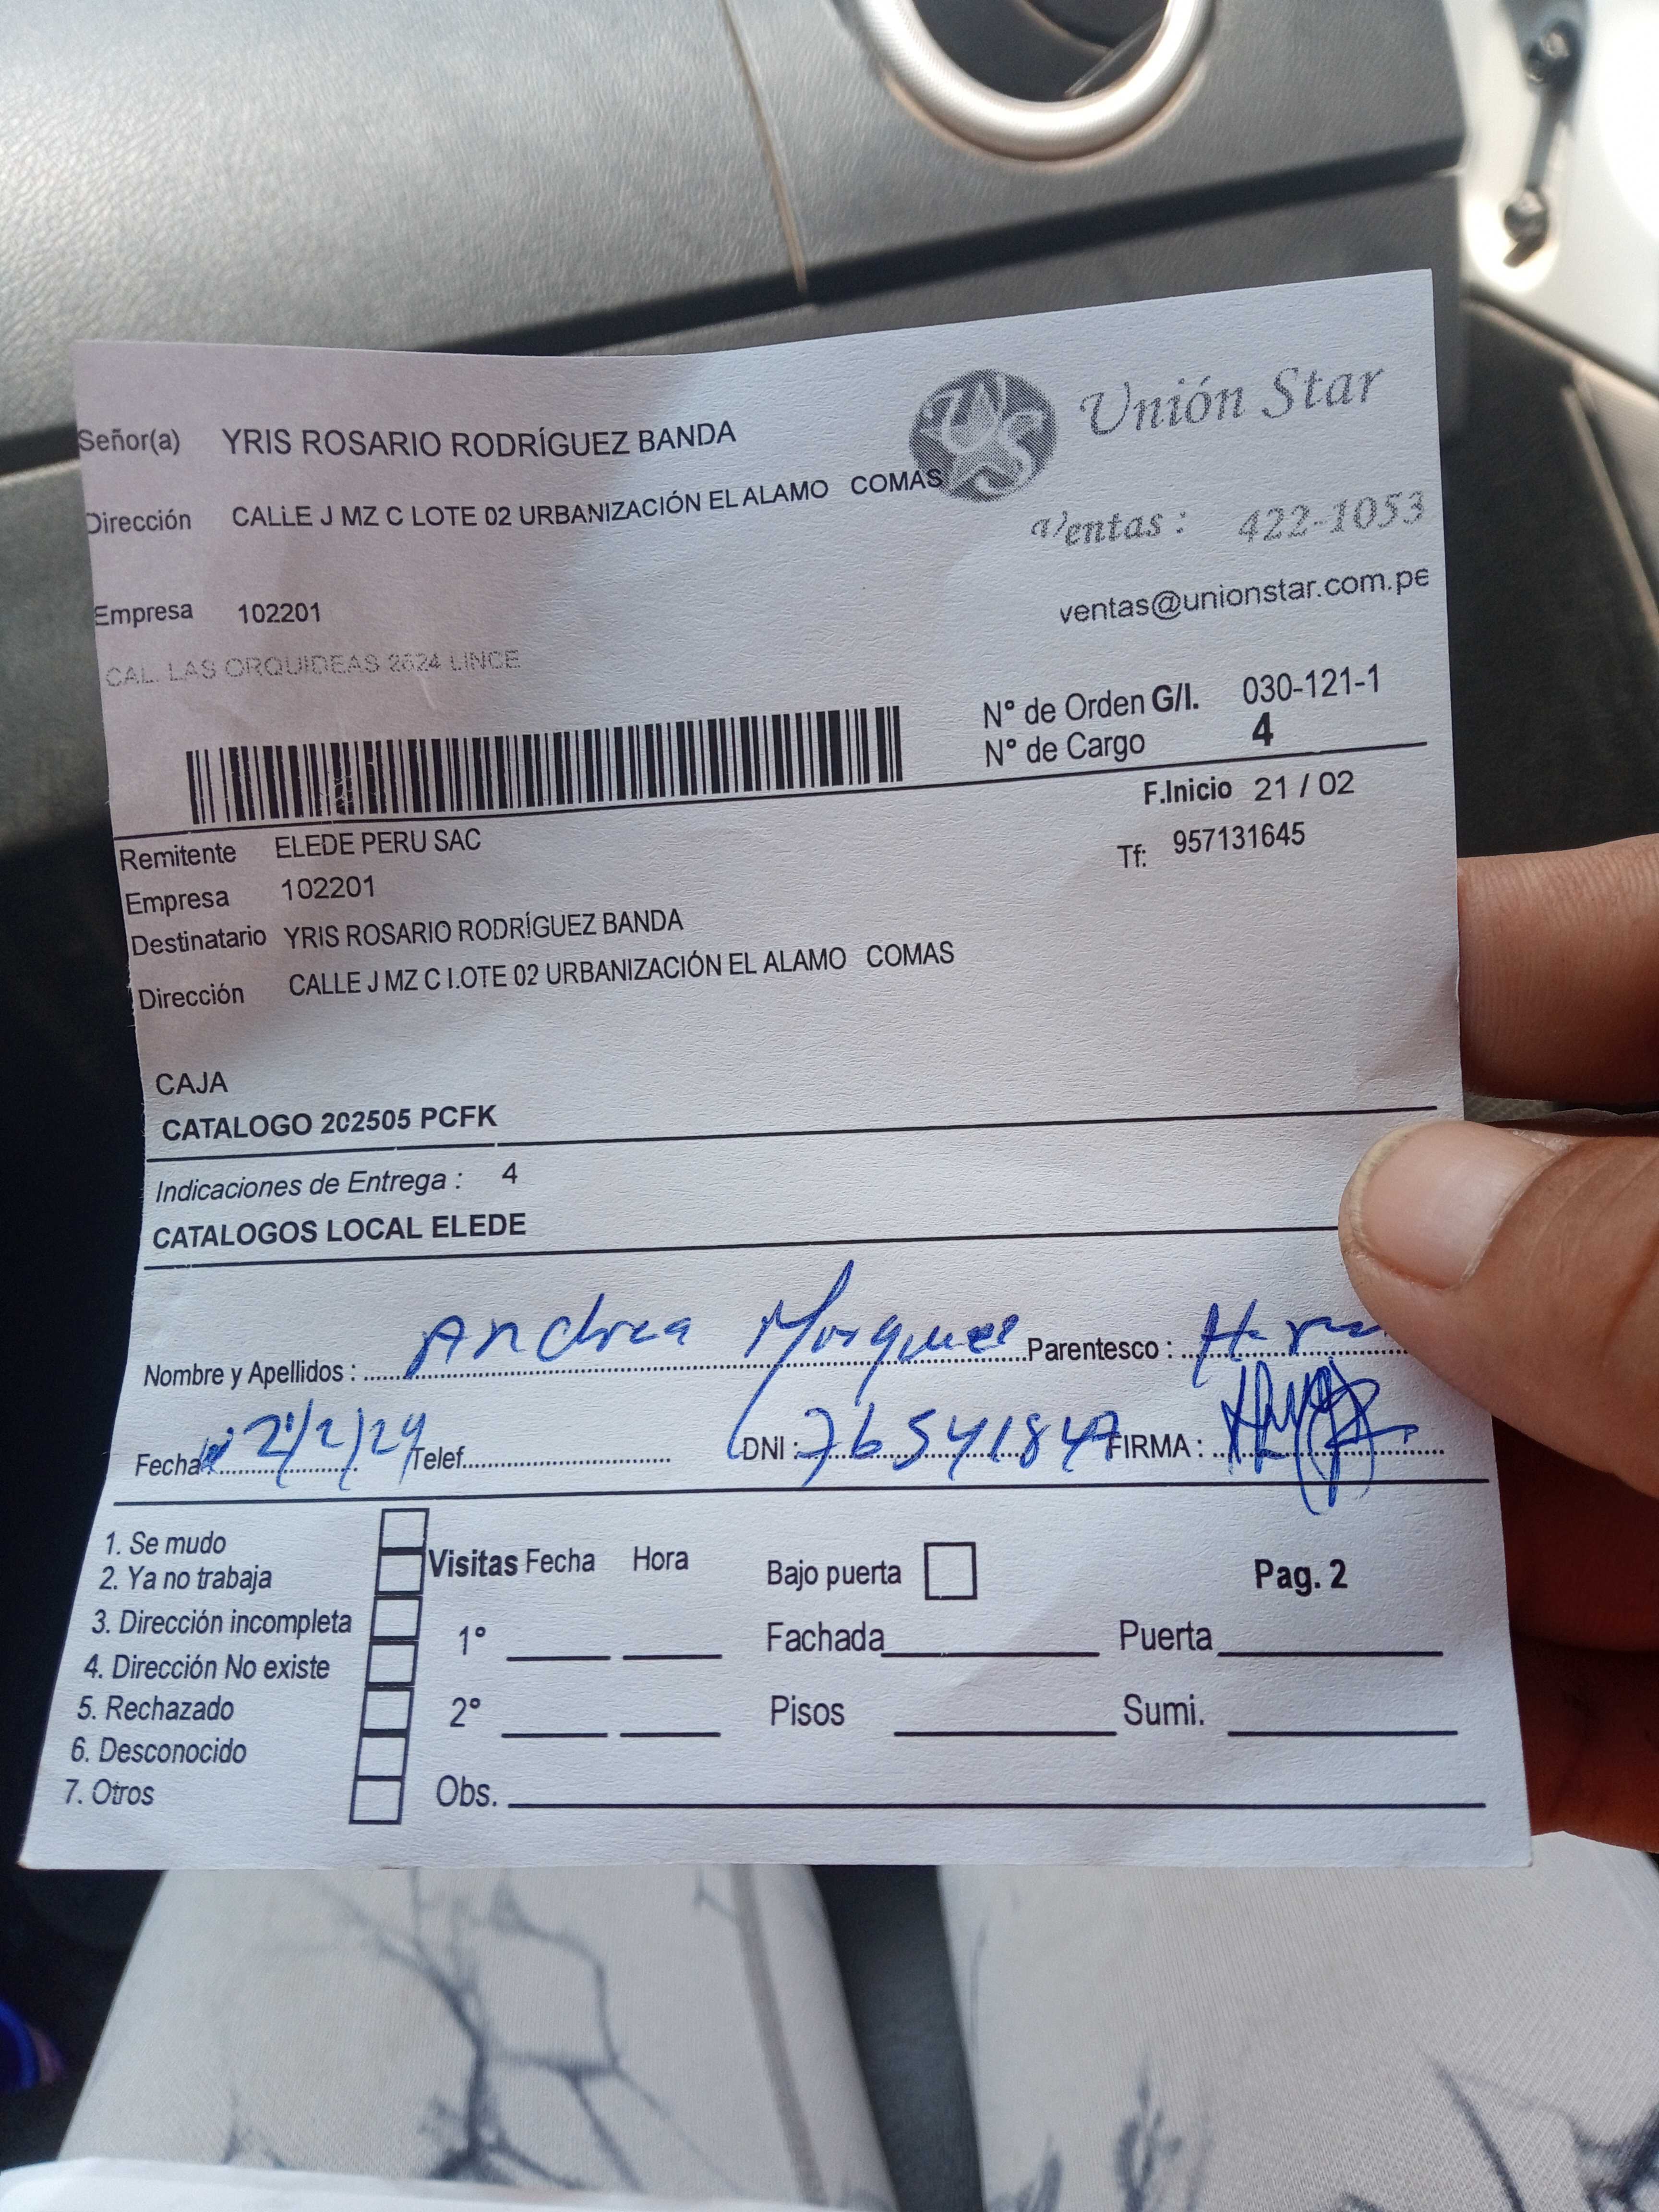 Señor(a) YRIS ROSARIO RODRÍGUEZ BANDA
Unión Star
Dirección CALLE J MZ C LOTE 02 URBANIZACIÓN EL ALAMO COMAS
Ventas : 422-1053
ventas@unionstar.com.pe
Empresa 102201
CAL. LAS ORQUIDEAS 2624 LINCE
N° de Orden G/I. 030-121-1
N° de Cargo 4
F.Inicio 21 / 02
Remitente ELEDE PERU SAC
Tf: 957131645
Empresa 102201
Destinatario YRIS ROSARIO RODRÍGUEZ BANDA
Dirección CALLE J MZ C LOTE 02 URBANIZACIÓN EL ALAMO COMAS
CAJA
CATALOGO 202505 PCFK
Indicaciones de Entrega : 4
CATALOGOS LOCAL ELEDE
Nombre y Apellidos : Andrea Parentesco :
Fecha 21/2/24 Telef. DNI : 76541847 FIRMA :
1. Se mudo
2. Ya no trabaja
3. Dirección incompleta
4. Dirección No existe
5. Rechazado
6. Desconocido
7. Otros
Visitas Fecha Hora
1°
2°
Obs.
Bajo puerta
Pag. 2
Fachada Puerta
Pisos Sumi.